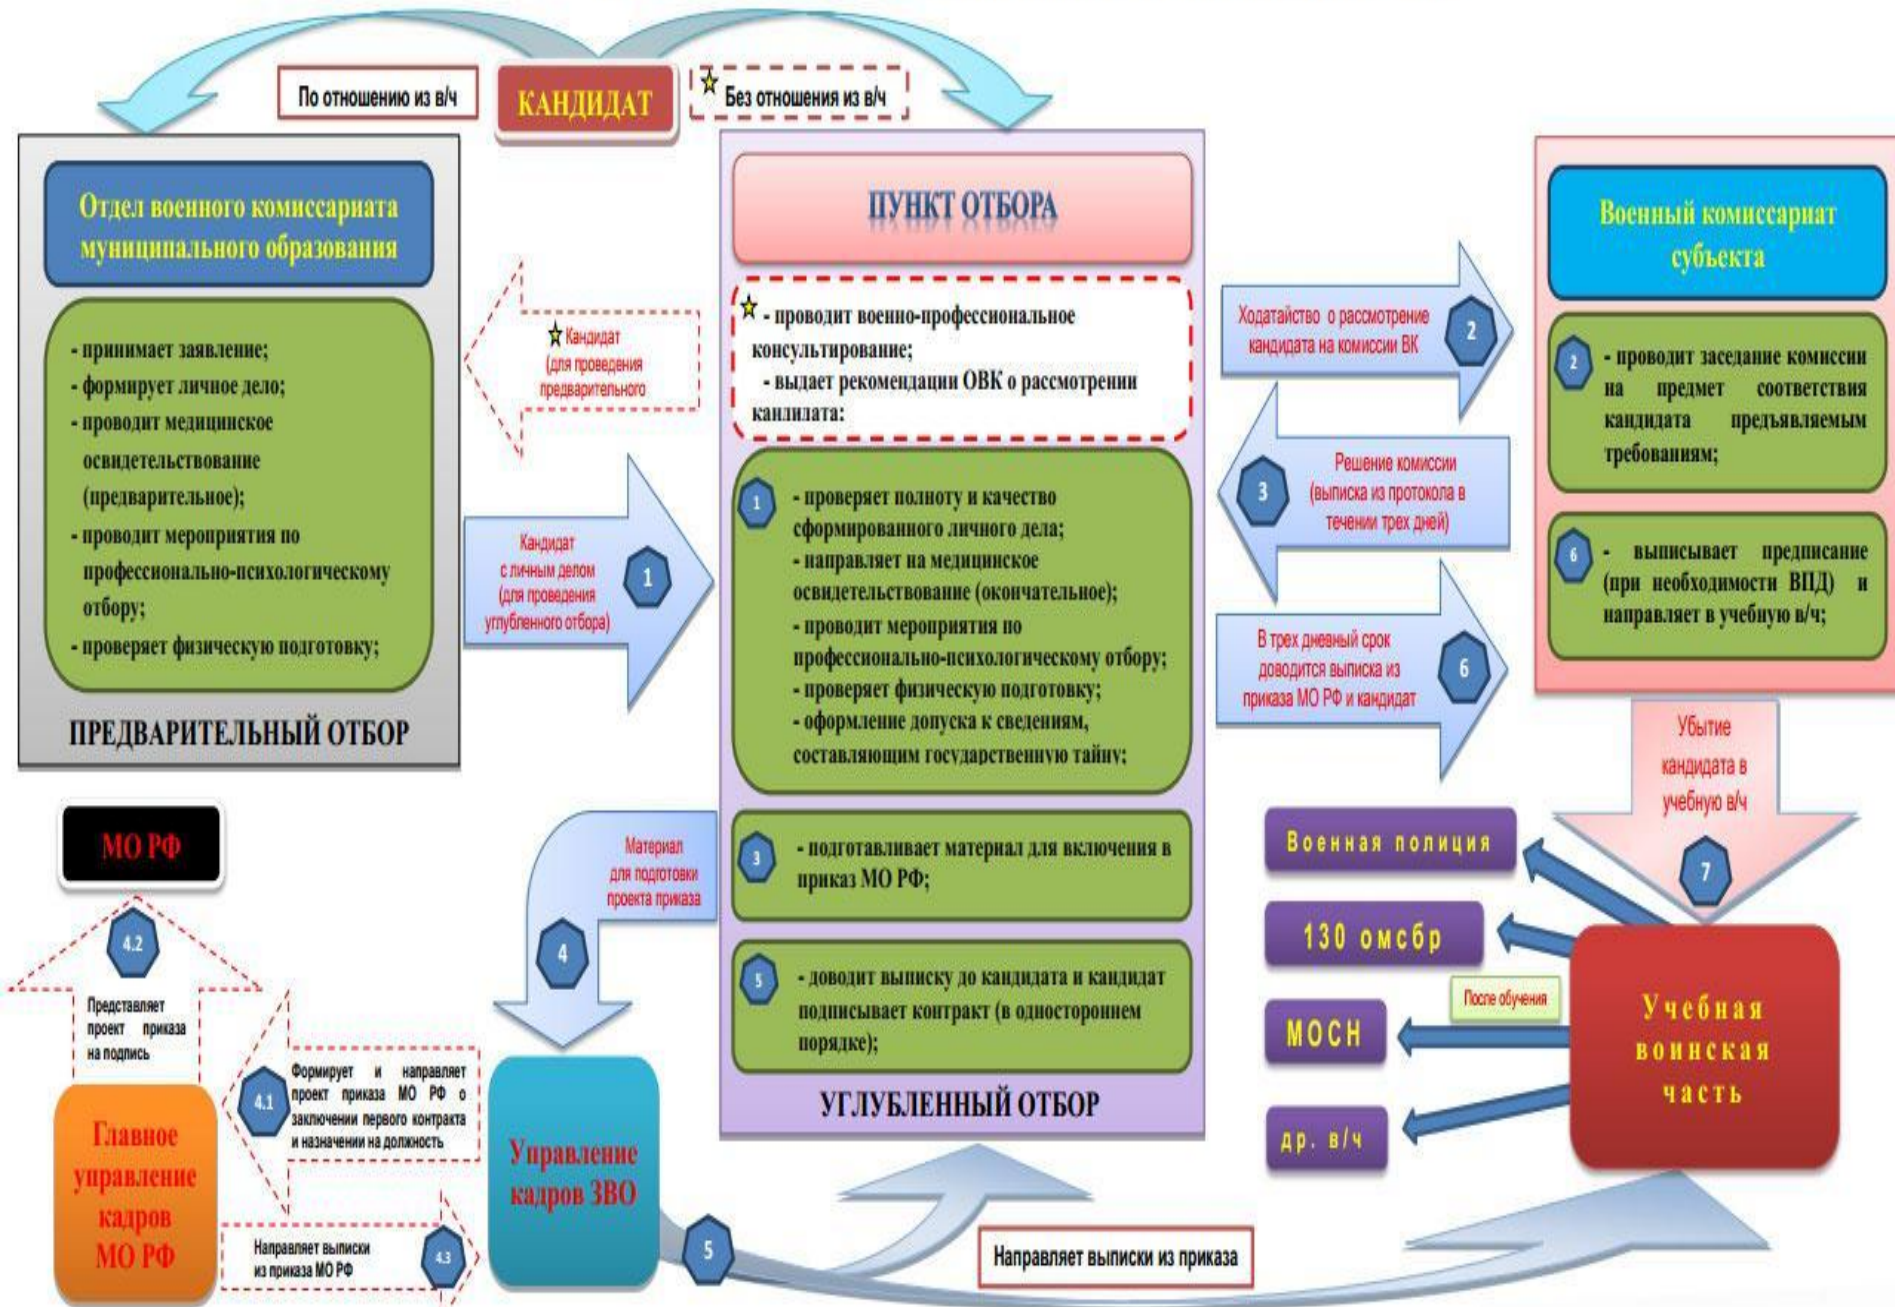 По отношению из в/ч
КАНДИДАТ
Без отношения из в/ч
Отдел военного комиссариата
муниципального образования
- принимает заявление;
- формирует личное дело;
- проводит медицинское
освидетельствование
(предварительное);
- проводит мероприятия по
профессионально-психологическому
отбору;
- проверяет физическую подготовку;
ПРЕДВАРИТЕЛЬНЫЙ ОТБОР
Кандидат
(для проведения
предварительного
Кандидат
с личным делом
(для проведения
углубленного отбора)
1
ПУНКТ ОТБОРА
- проводит военно-профессиональное
консультирование;
- выдает рекомендации ОВК о рассмотрении
кандидата;
1
- проверяет полноту и качество
сформированного личного дела;
- направляет на медицинское
освидетельствование (окончательное);
- проводит мероприятия по
профессионально-психологическому отбору;
- проверяет физическую подготовку;
- оформление допуска к сведениям,
составляющим государственную тайну;
3
- подготавливает материал для включения в
приказ МО РФ;
5
- доводит выписку до кандидата и кандидат
подписывает контракт (в одностороннем
порядке);
УГЛУБЛЕННЫЙ ОТБОР
Ходатайство о рассмотрение
кандидата на комиссии ВК
2
3
Решение комиссии
(выписка из протокола в
течении трех дней)
В трех дневный срок
доводится выписка из
приказа МО РФ и кандидат
6
Военный комиссариат
субъекта
2
- проводит заседание комиссии
на предмет соответствия
кандидата предъявляемым
требованиям;
6
- выписывает предписание
(при необходимости ВПД) и
направляет в учебную в/ч;
Убытие
кандидата в
учебную в/ч
7
Военная полиция
130 омсбр
МОСН
др. в/ч
После обучения
Учебная
воинская
часть
МО РФ
4.2
Представляет
проект приказа
на подпись
Главное
управление
кадров
МО РФ
4.1
Формирует и направляет
проект приказа МО РФ о
заключении первого контракта
и назначении на должность
Направляет выписки
из приказа МО РФ
4.3
Материал
для подготовки
проекта приказа
4
Управление
кадров ЗВО
5
Направляет выписки из приказа